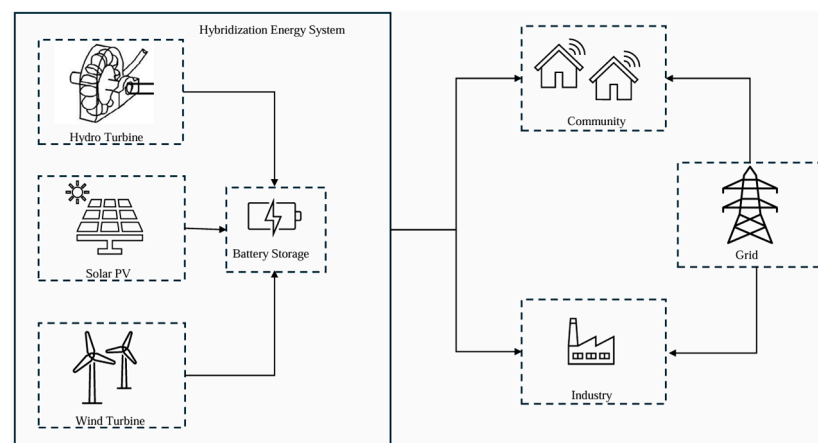 Hybridization Energy System
Hydro Turbine
Solar PV
Battery Storage
Wind Turbine
Community
Grid
Industry